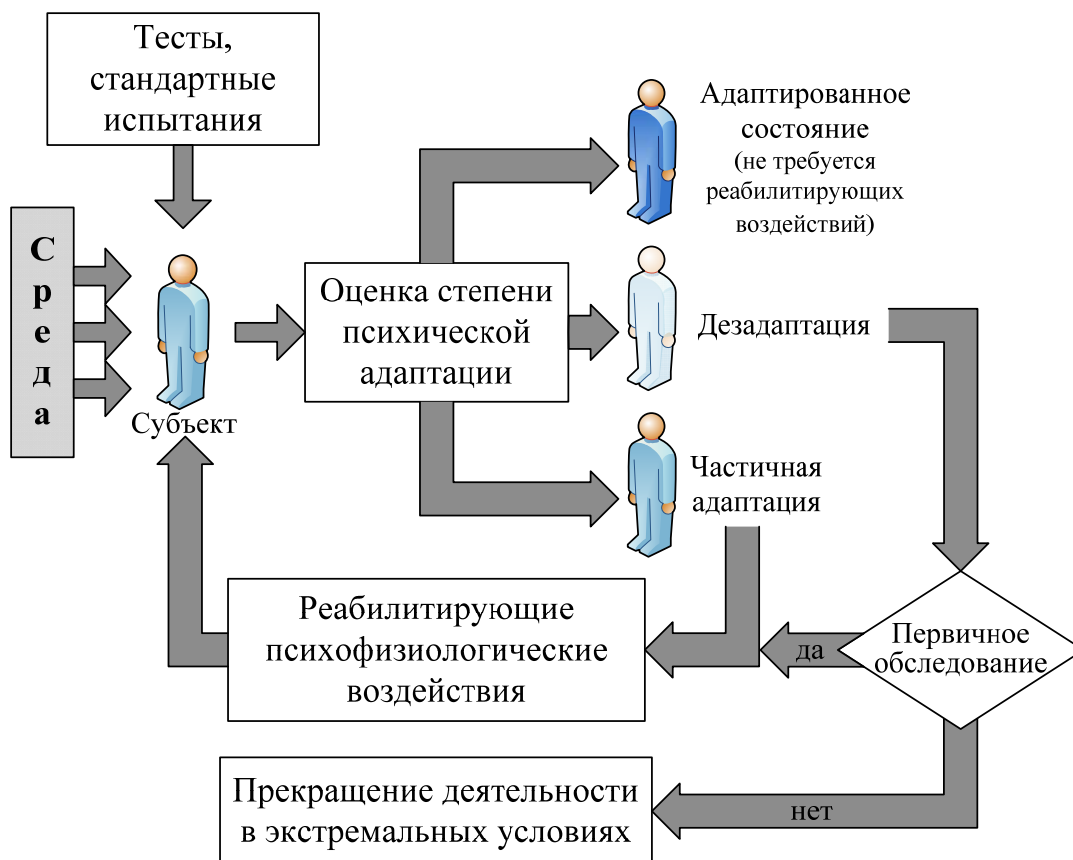 Тесты,
стандартные
испытания
Среда
Субъект
Оценка степени
психической
адаптации
Адаптированное
состояние
(не требуется
реабилитирующих
воздействий)
Дезадаптация
Частичная
адаптация
Реабилитирующие
психофизиологические
воздействия
да
Первичное
обследование
Прекращение деятельности
в экстремальных условиях
нет